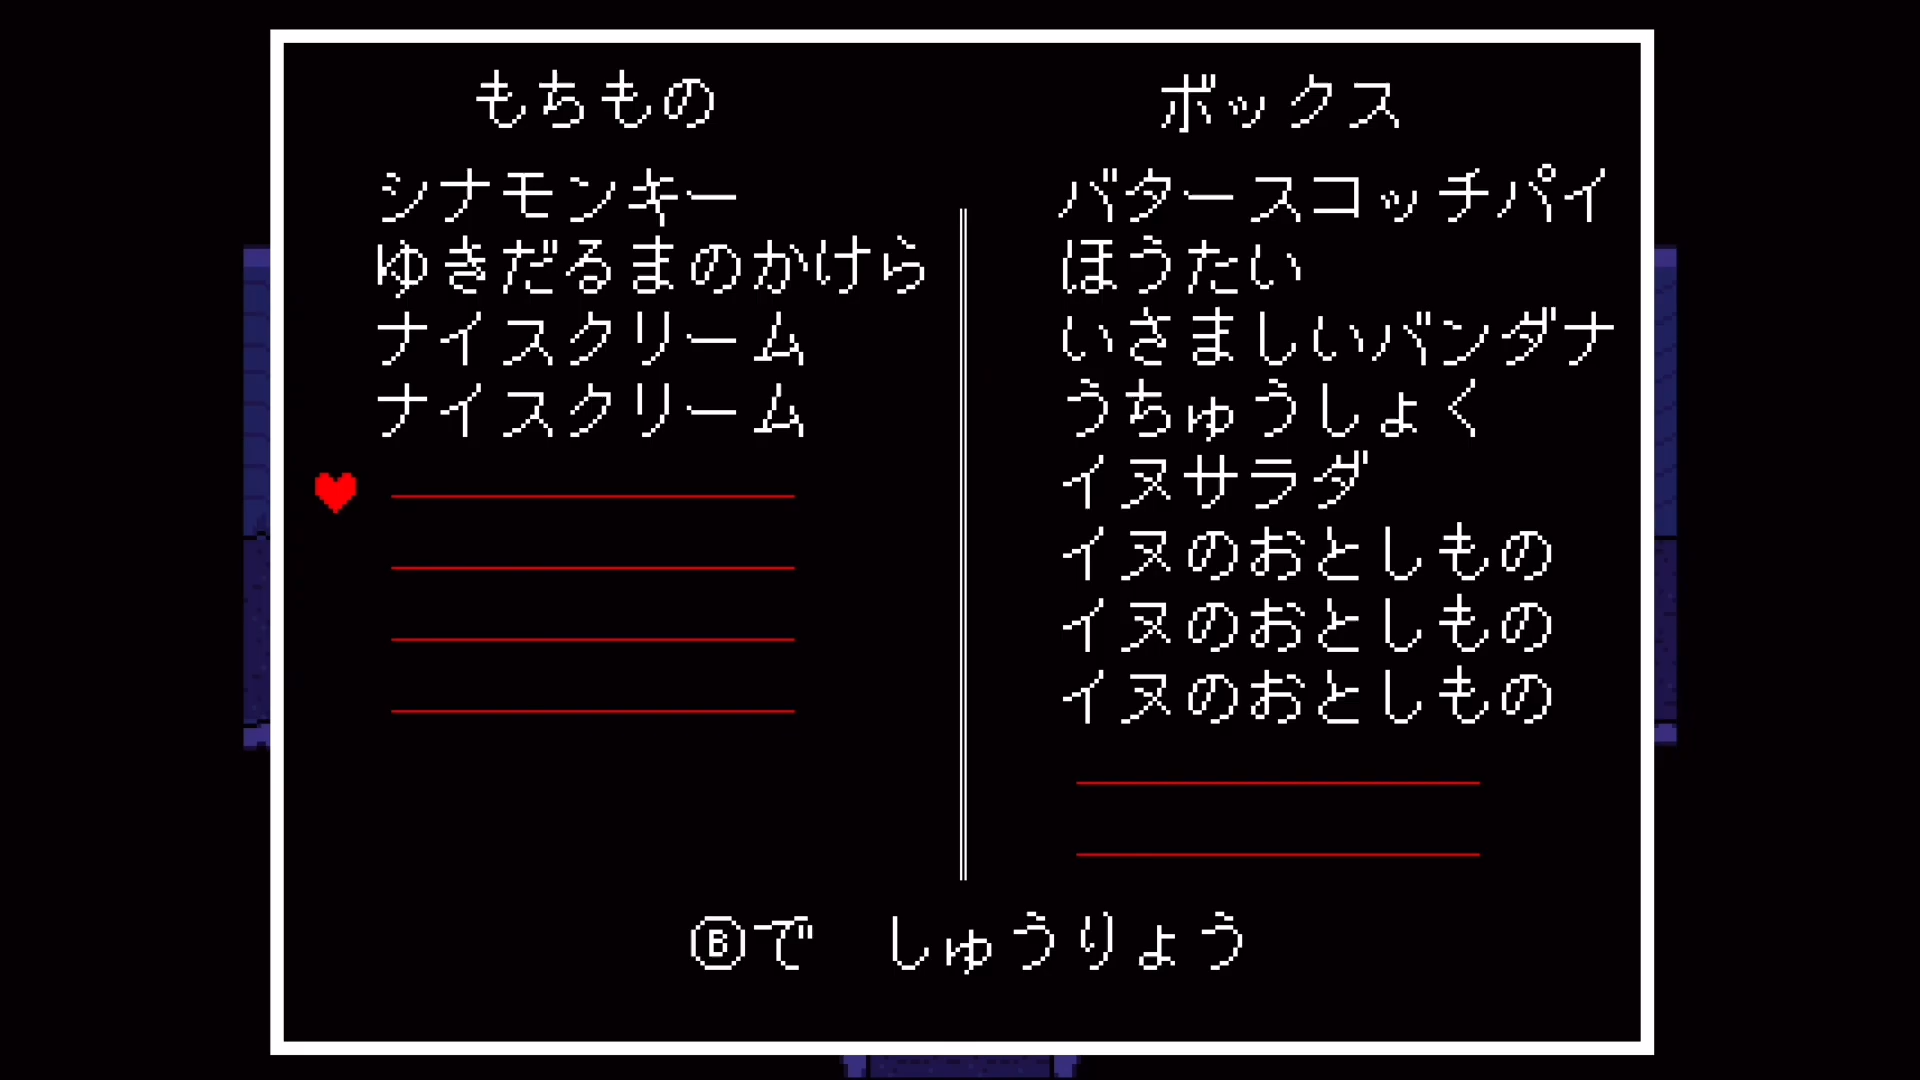 もちもの
シナモンキー
ゆきだるまのかけら
ナイスクリーム
ナイスクリーム
ボックス
バタースコッチパイ
ほうたい
いさましいバンダナ
うちゅうしょく
イヌサラダ
イヌのおとしもの
イヌのおとしもの
イヌのおとしもの
Ⓑで　しゅうりょう